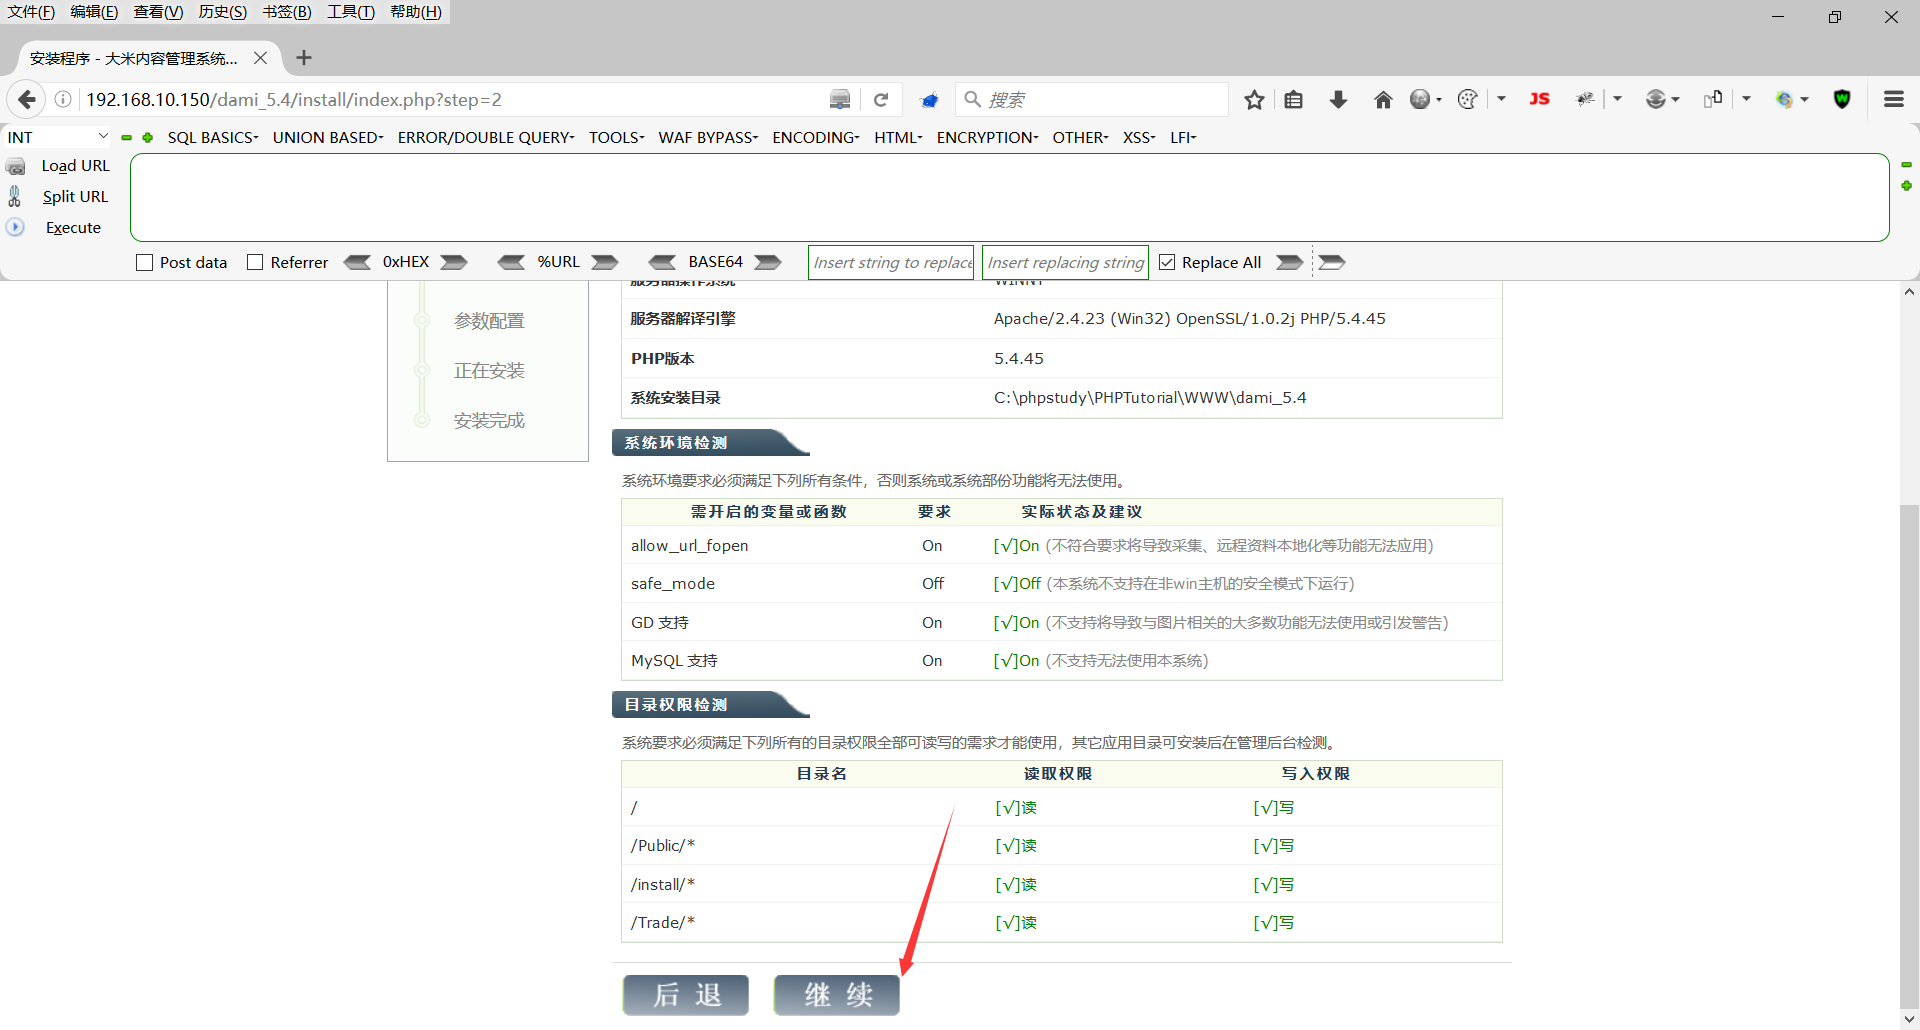 文件(F) 编辑(E) 查看(V) 历史(S) 书签(B) 工具(T) 帮助(H)
安装程序 - 大米内容管理系统...
192.168.10.150/dami_5.4/install/index.php?step=2
搜索
JS
INT
SQL BASICS UNION BASED ERROR/DOUBLE QUERY TOOLS WAF BYPASS ENCODING HTML ENCRYPTION OTHER XSS LFI
Load URL
Split URL
Execute
Post data Referrer 0xHEX %URL BASE64 Insert string to replace Insert replacing string Replace All
参数配置
正在安装
安装完成
服务器操作系统 WINNT
服务器解译引擎 Apache/2.4.23 (Win32) OpenSSL/1.0.2j PHP/5.4.45
PHP版本 5.4.45
系统安装目录 C:\phpstudy\PHPTutorial\WWW\dami_5.4
系统环境检测
系统环境要求必须满足下列所有条件，否则系统或系统部份功能将无法使用。
需开启的变量或函数 要求 实际状态及建议
allow_url_fopen On [√]On (不符合要求将导致采集、远程资料本地化等功能无法应用)
safe_mode Off [√]Off (本系统不支持在非win主机的安全模式下运行)
GD 支持 On [√]On (不支持将导致与图片相关的大多数功能无法使用或引发警告)
MySQL 支持 On [√]On (不支持无法使用本系统)
目录权限检测
系统要求必须满足下列所有的目录权限全部可读写的需求才能使用，其它应用目录可安装后在管理后台检测。
目录名 读取权限 写入权限
/ [√]读 [√]写
/Public/* [√]读 [√]写
/install/* [√]读 [√]写
/Trade/* [√]读 [√]写
后退 继续